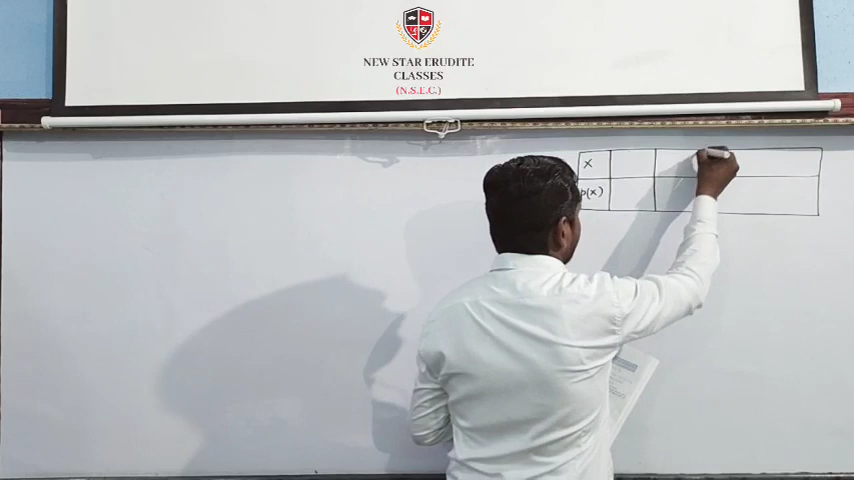 NEW STAR ERUDITE
CLASSES
(N.S.E.C.)
X
p(x)